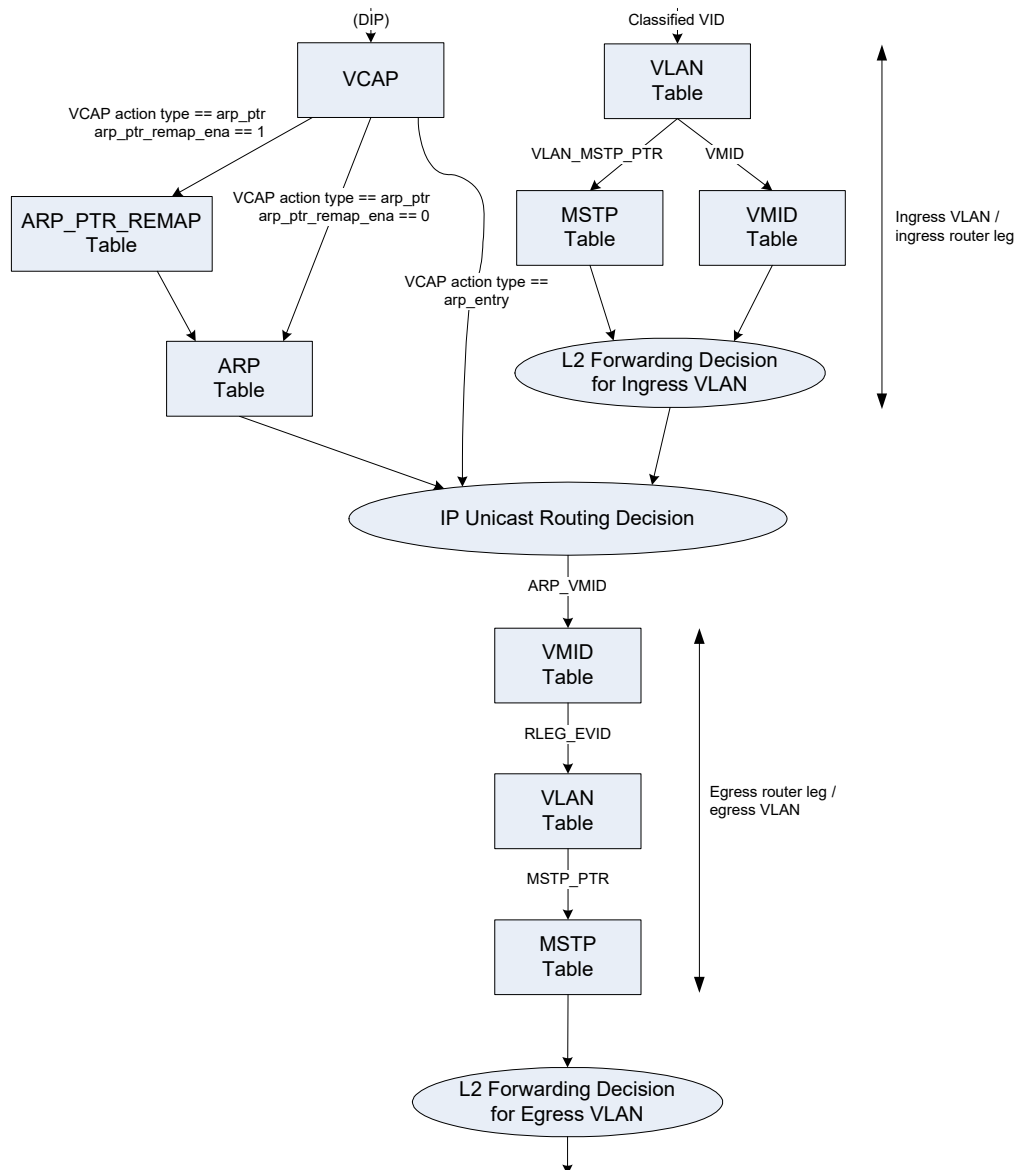 (DIP)
Classified VID
VCAP
VLAN
Table
VCAP action type == arp_ptr
arp_ptr_remap_ena == 1
VLAN_MSTP_PTR
VMID
VCAP action type == arp_ptr
arp_ptr_remap_ena == 0
ARP_PTR_REMAP
Table
MSTP
Table
VMID
Table
Ingress VLAN /
ingress router leg
VCAP action type ==
arp_entry
ARP
Table
L2 Forwarding Decision
for Ingress VLAN
IP Unicast Routing Decision
ARP_VMID
VMID
Table
RLEG_EVID
VLAN
Table
Egress router leg /
egress VLAN
MSTP_PTR
MSTP
Table
L2 Forwarding Decision
for Egress VLAN